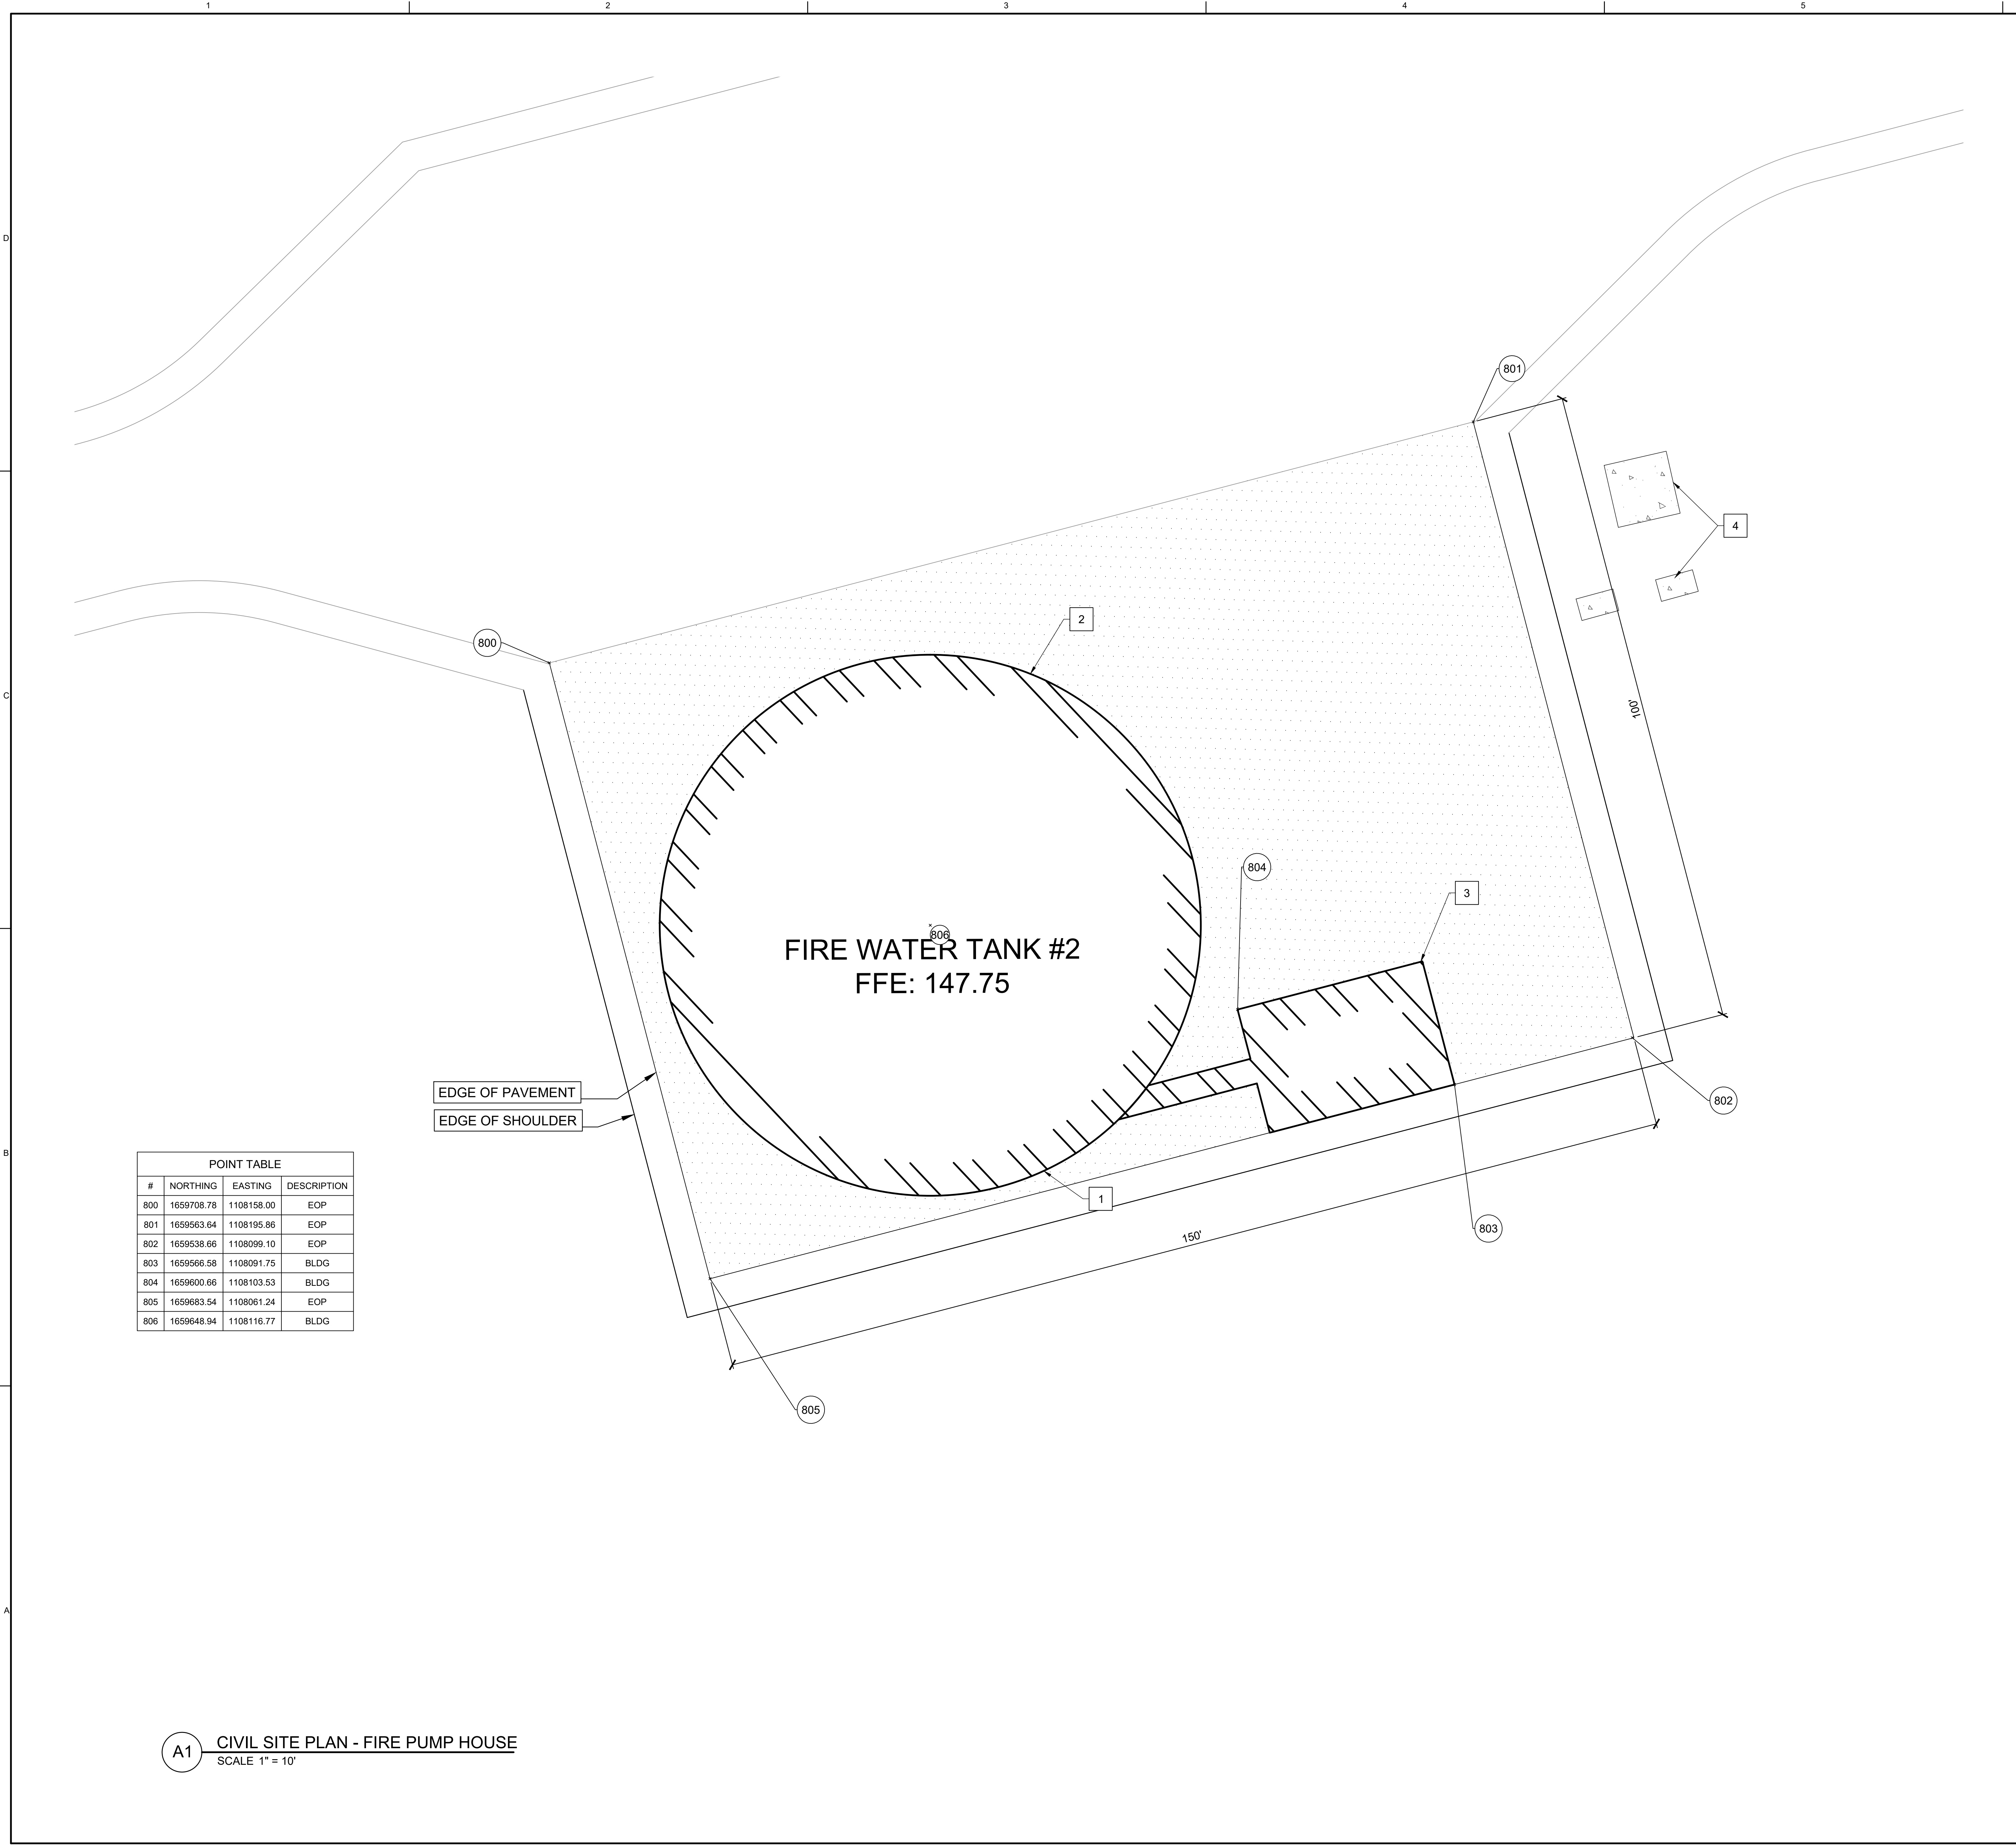 1 2 3 4 5
D
801
4
800
2
C
100'
804
3
806
FIRE WATER TANK #2
FFE: 147.75
EDGE OF PAVEMENT
EDGE OF SHOULDER
802
B
1
803
150'
805
POINT TABLE
# NORTHING EASTING DESCRIPTION
800 1659708.78 1108158.00 EOP
801 1659563.64 1108195.86 EOP
802 1659538.66 1108099.10 EOP
803 1659566.58 1108091.75 BLDG
804 1659600.66 1108103.53 BLDG
805 1659683.54 1108061.24 EOP
806 1659648.94 1108116.77 BLDG
A
A1 CIVIL SITE PLAN - FIRE PUMP HOUSE
SCALE 1" = 10'